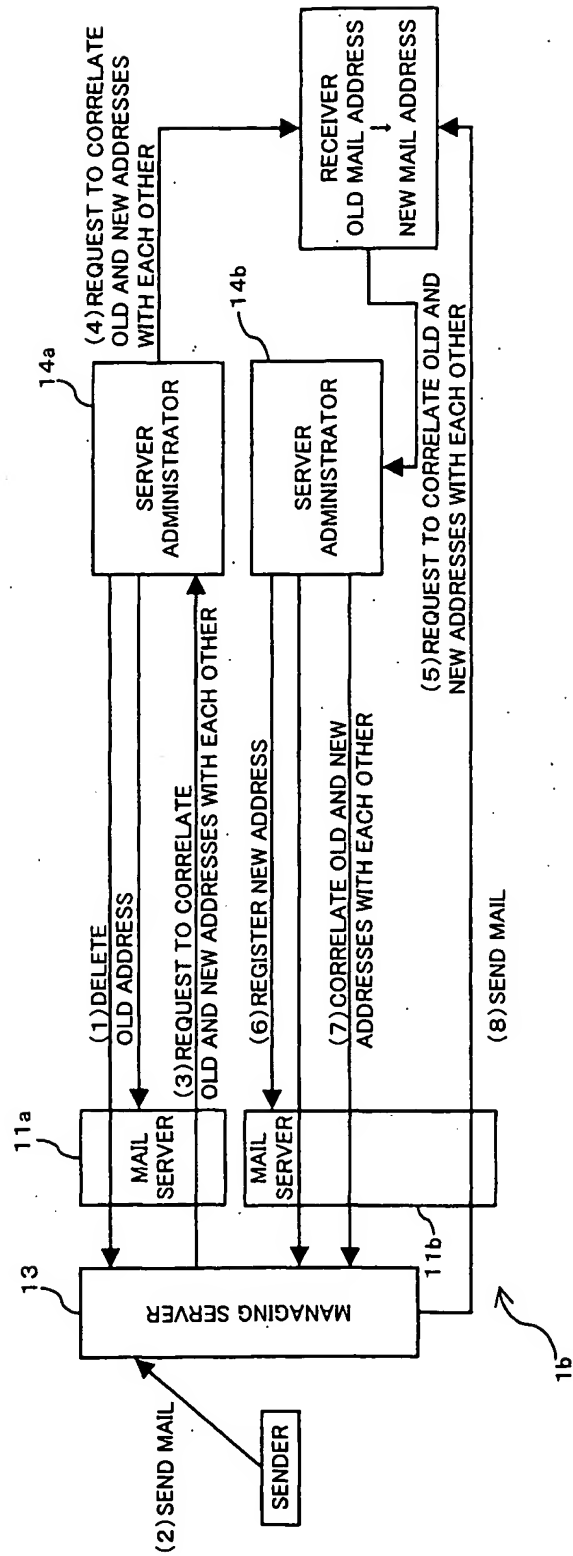 (2)SEND MAIL
SENDER
13
MANAGING SERVER
11a
MAIL
SERVER
MAIL
SERVER
11b
1b
(1)DELETE
OLD ADDRESS
(3)REQUEST TO CORRELATE
OLD AND NEW ADDRESSES WITH EACH OTHER
(6)REGISTER NEW ADDRESS
(7)CORRELATE OLD AND NEW
ADDRESSES WITH EACH OTHER
(8)SEND MAIL
14a
SERVER
ADMINISTRATOR
14b
SERVER
ADMINISTRATOR
(4)REQUEST TO CORRELATE
OLD AND NEW ADDRESSES
WITH EACH OTHER
(5)REQUEST TO CORRELATE OLD AND
NEW ADDRESSES WITH EACH OTHER
RECEIVER
OLD MAIL ADDRESS
↓
NEW MAIL ADDRESS